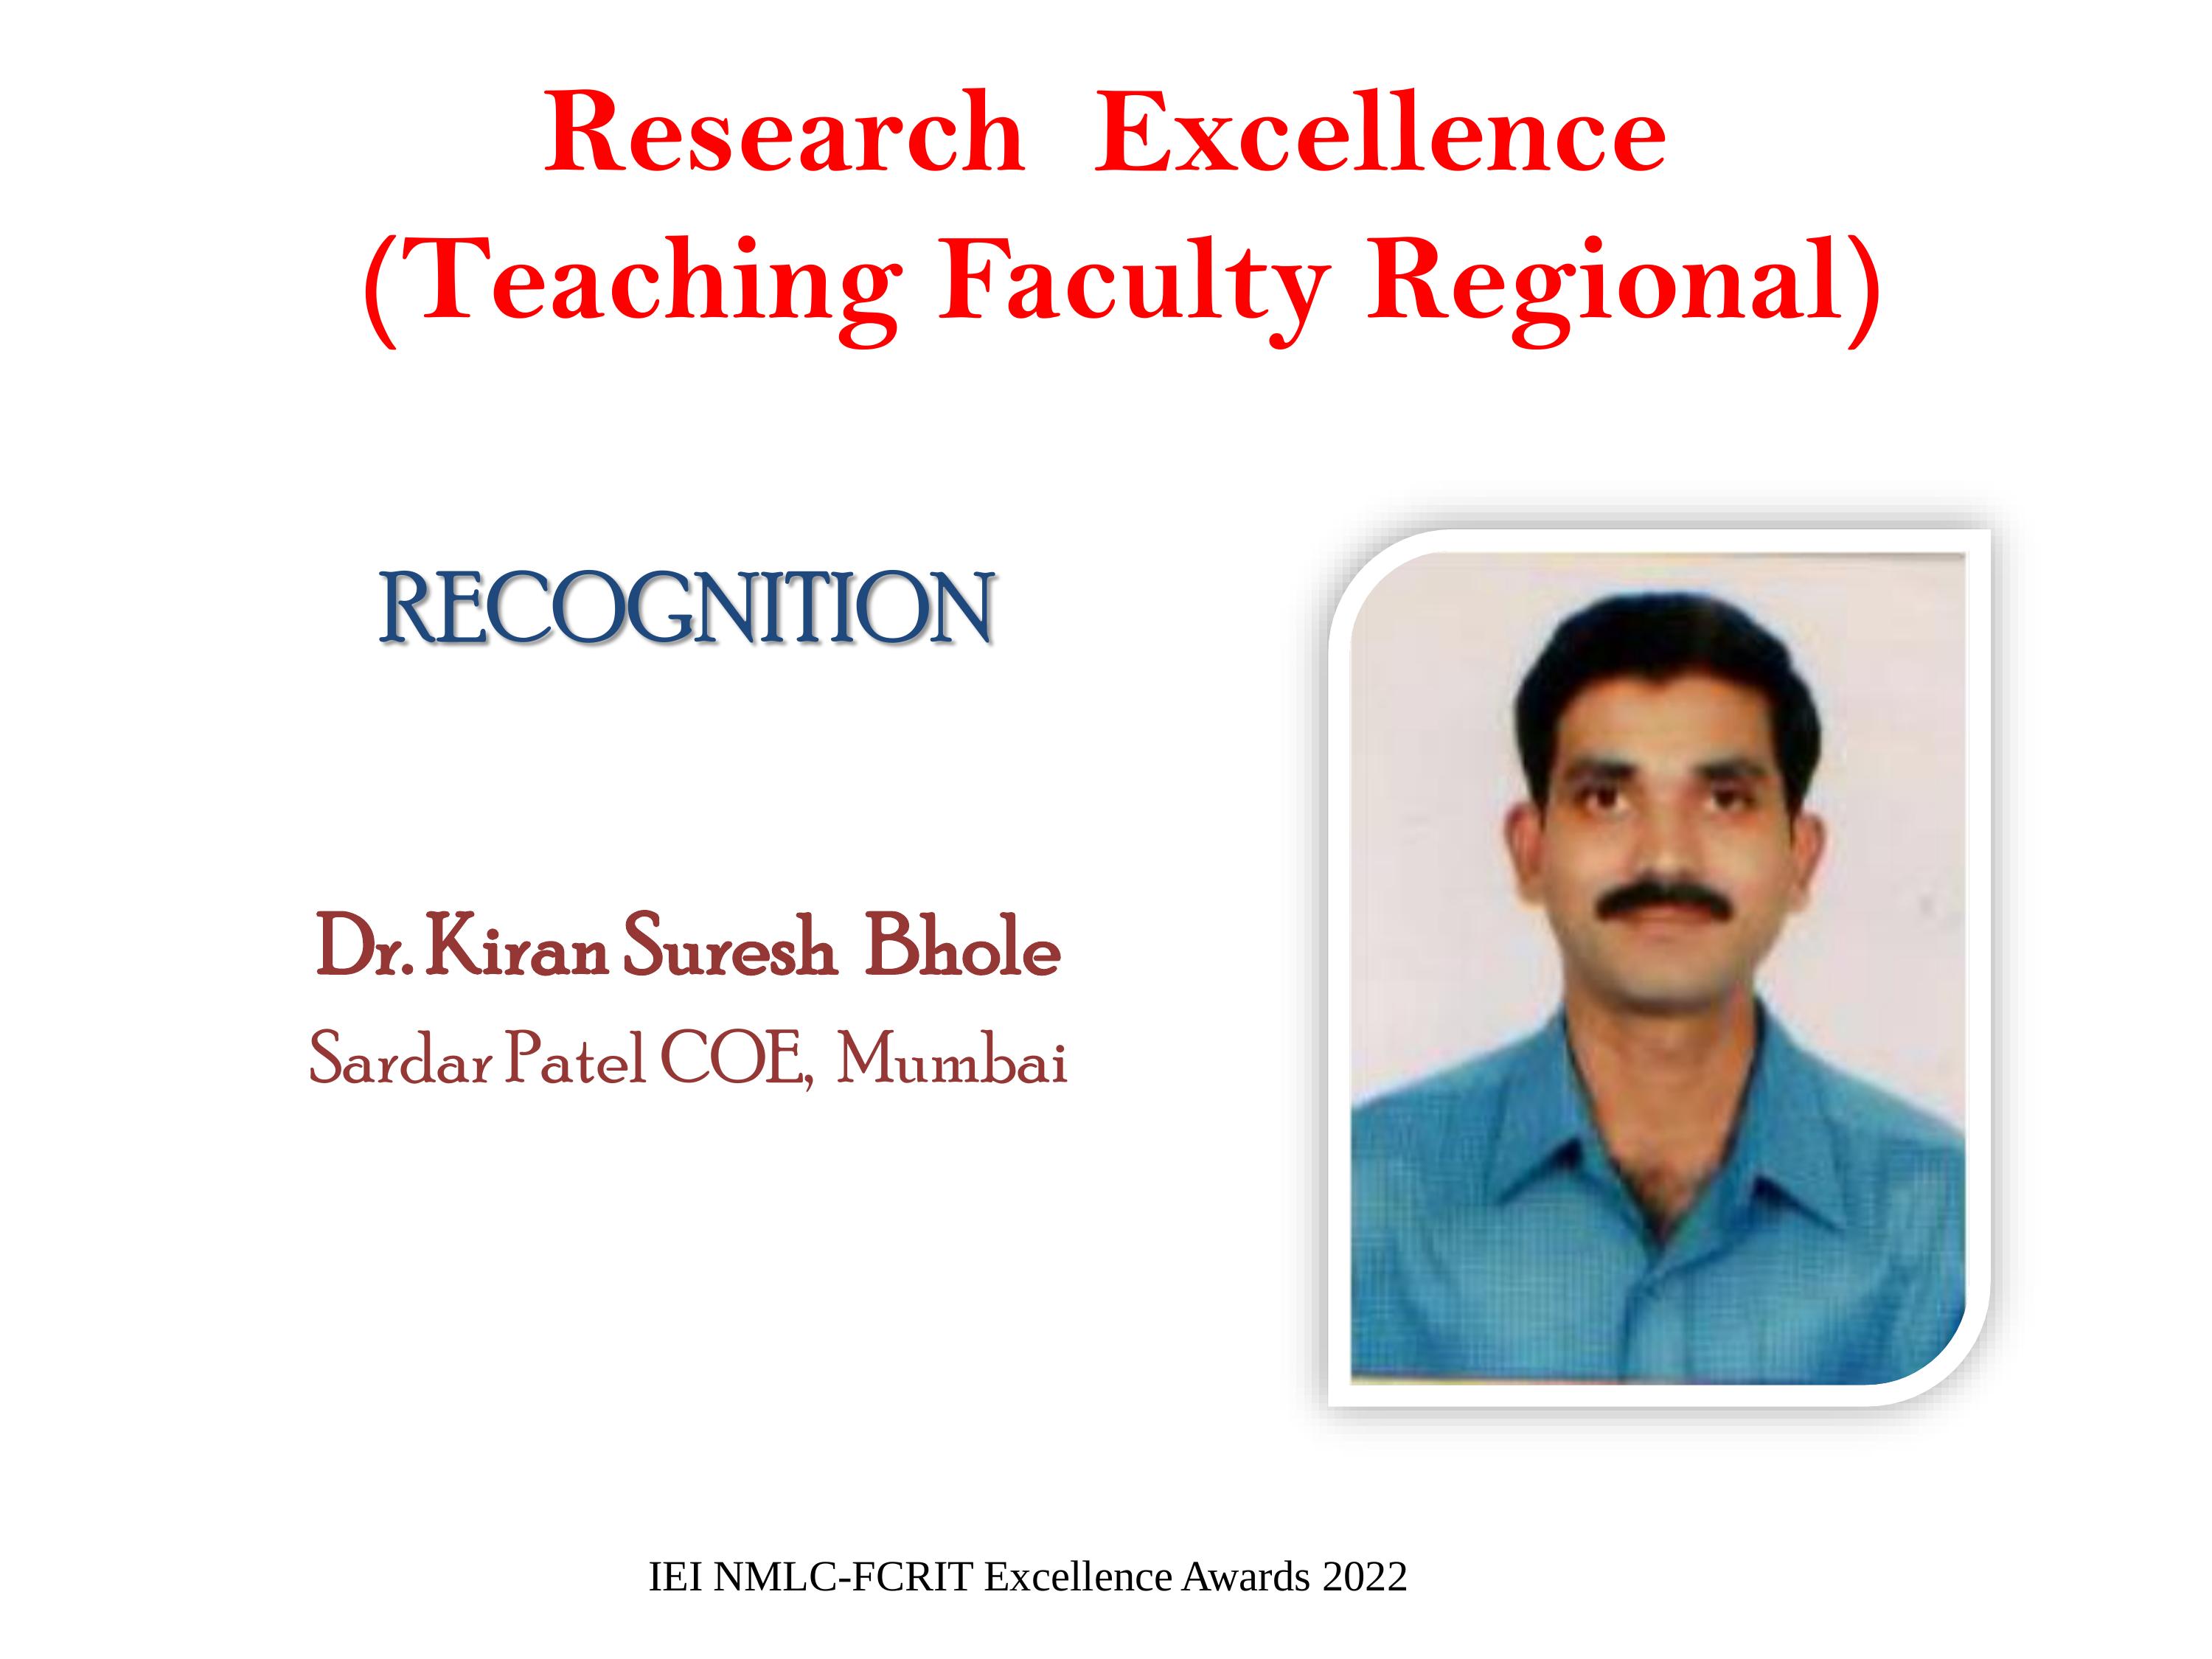 Research Excellence
(Teaching Faculty Regional)
RECOGNITION
Dr. Kiran Suresh Bhole
Sardar Patel COE, Mumbai
IEI NMLC-FCRIT Excellence Awards 2022